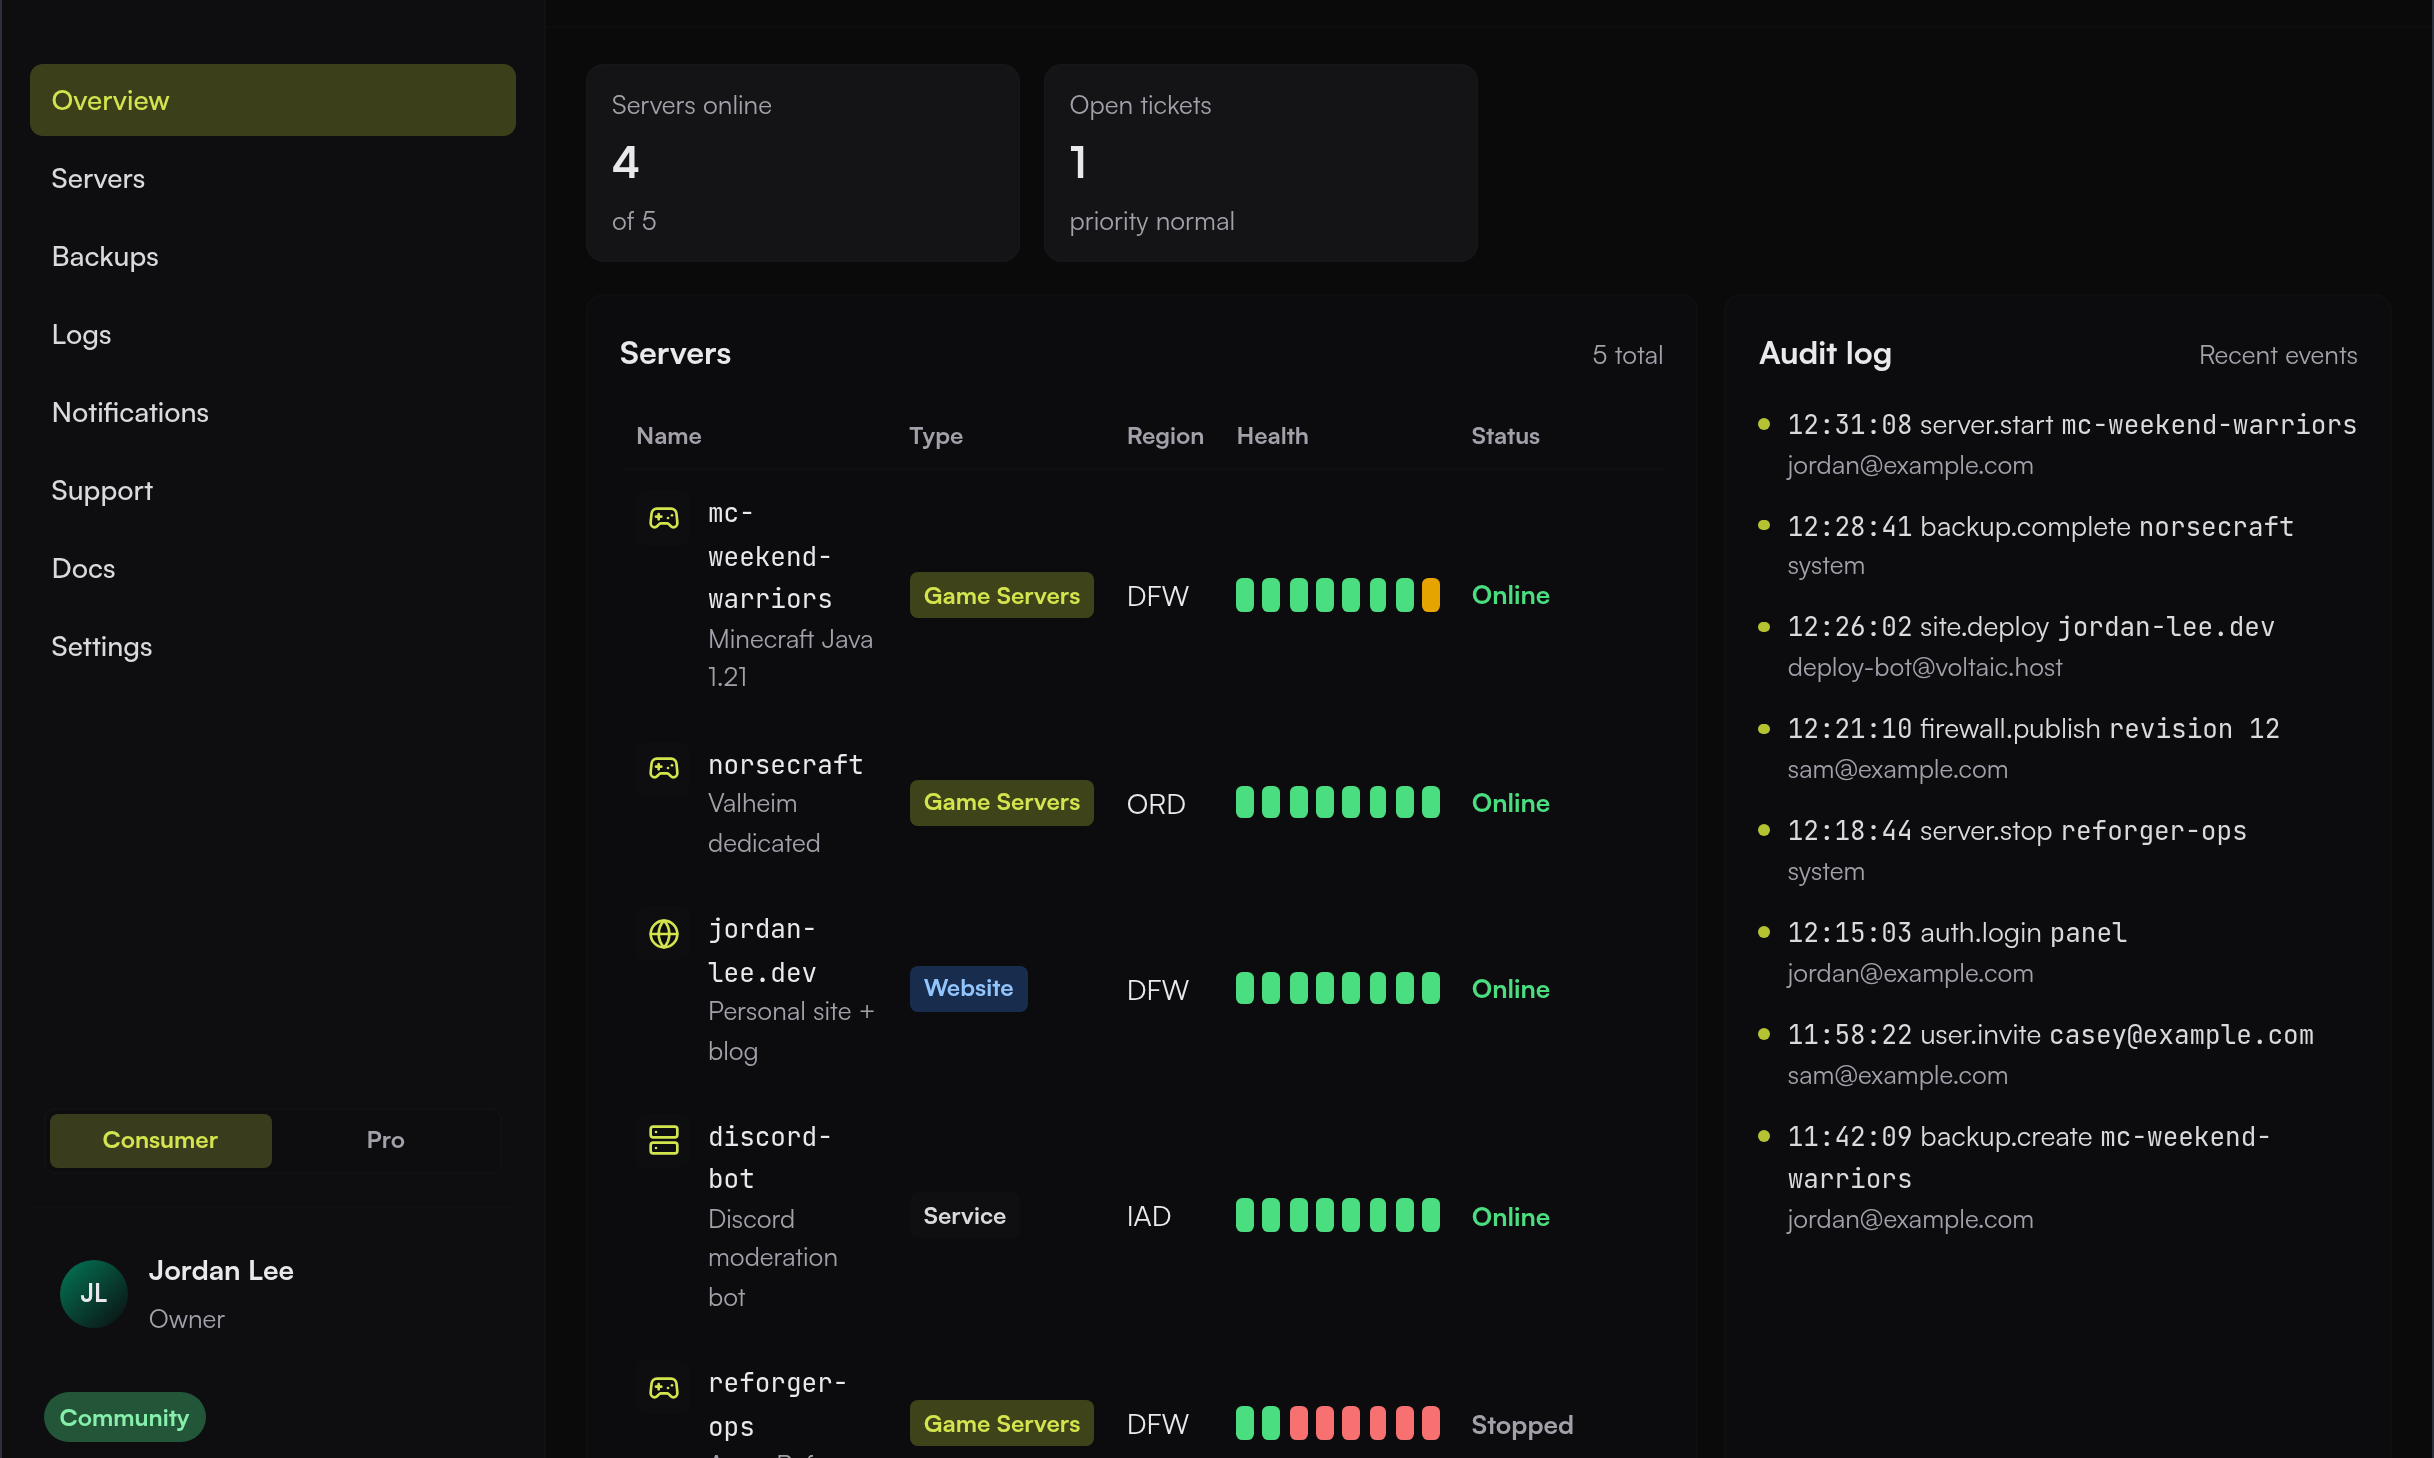 Overview
Servers
Backups
Logs
Notifications
Support
Docs
Settings
Consumer
Pro
JL
Jordan Lee
Owner
Community
Servers online
4
of 5
Open tickets
1
priority normal
Servers
5 total
Name Type Region Health Status
mc-
weekend-
warriors
Minecraft Java
1.21
Game Servers
DFW
Online
norsecraft
Valheim
dedicated
Game Servers
ORD
Online
jordan-
lee.dev
Personal site +
blog
Website
DFW
Online
discord-
bot
Discord
moderation
bot
Service
IAD
Online
reforger-
ops
Game Servers
DFW
Stopped
Audit log
Recent events
12:31:08 server.start mc-weekend-warriors
jordan@example.com
12:28:41 backup.complete norsecraft
system
12:26:02 site.deploy jordan-lee.dev
deploy-bot@voltaic.host
12:21:10 firewall.publish revision 12
sam@example.com
12:18:44 server.stop reforger-ops
system
12:15:03 auth.login panel
jordan@example.com
11:58:22 user.invite casey@example.com
sam@example.com
11:42:09 backup.create mc-weekend-
warriors
jordan@example.com